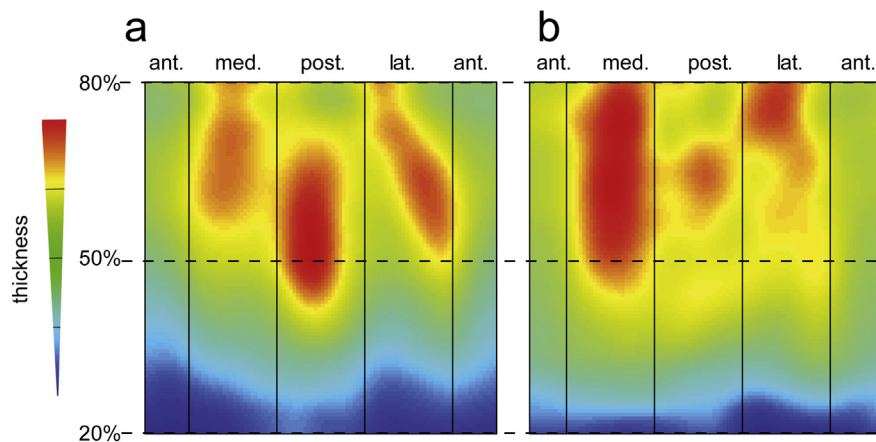 a
b
ant. med. post. lat. ant.
ant. med. post. lat. ant.
80%
50%
20%
thickness